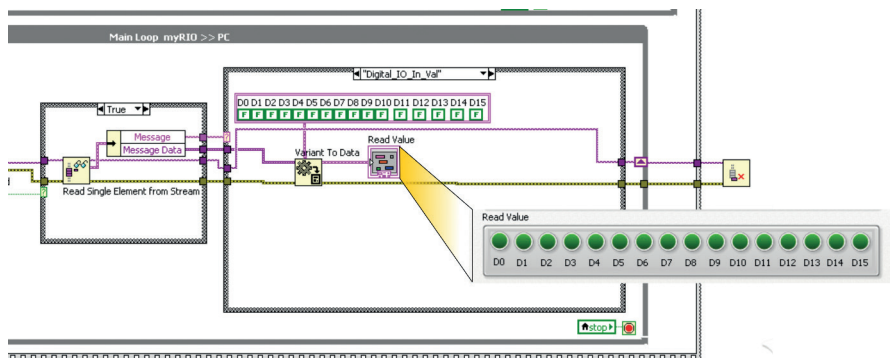 Main Loop myRIO >> PC
"Digital_IO_In_Val"
True
D0 D1 D2 D3 D4 D5 D6 D7 D8 D9 D10 D11 D12 D13 D14 D15
F F F F F F F F F F F F F F F F
Message
Message Data
Variant To Data
Read Value
Read Single Element from Stream
d
Read Value
D0 D1 D2 D3 D4 D5 D6 D7 D8 D9 D10 D11 D12 D13 D14 D15
stop